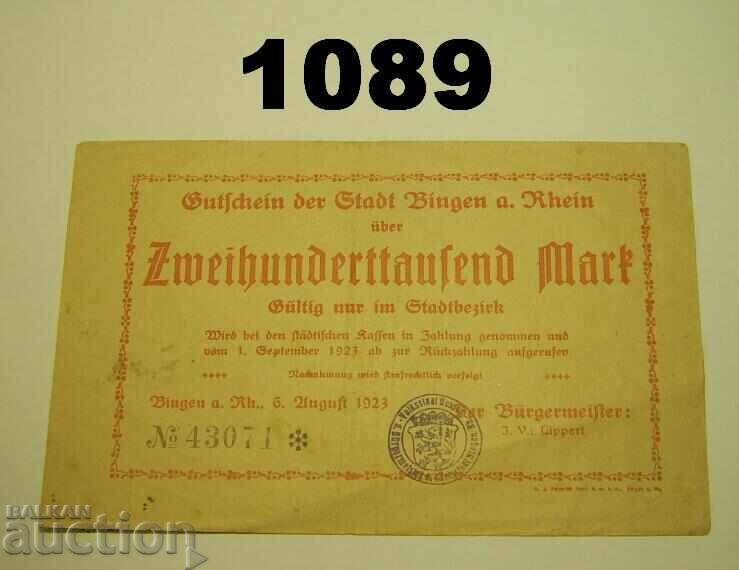 1089
Gutschein der Stadt Bingen a. Rhein
über
Zweihunderttausend Mark
Gültig nur im Stadtbezirk
Wird bei den städtischen Kassen in Zahlung genommen und
vom 1. September 1923 ab zur Rückzahlung aufgerufen
++++ Nachahmung wird strafrechtlich verfolgt ++++
Bingen a. Rh., 6. August 1923
Bürgermeister:
No 43071
J. V.: Lippert
BALKAN
auction